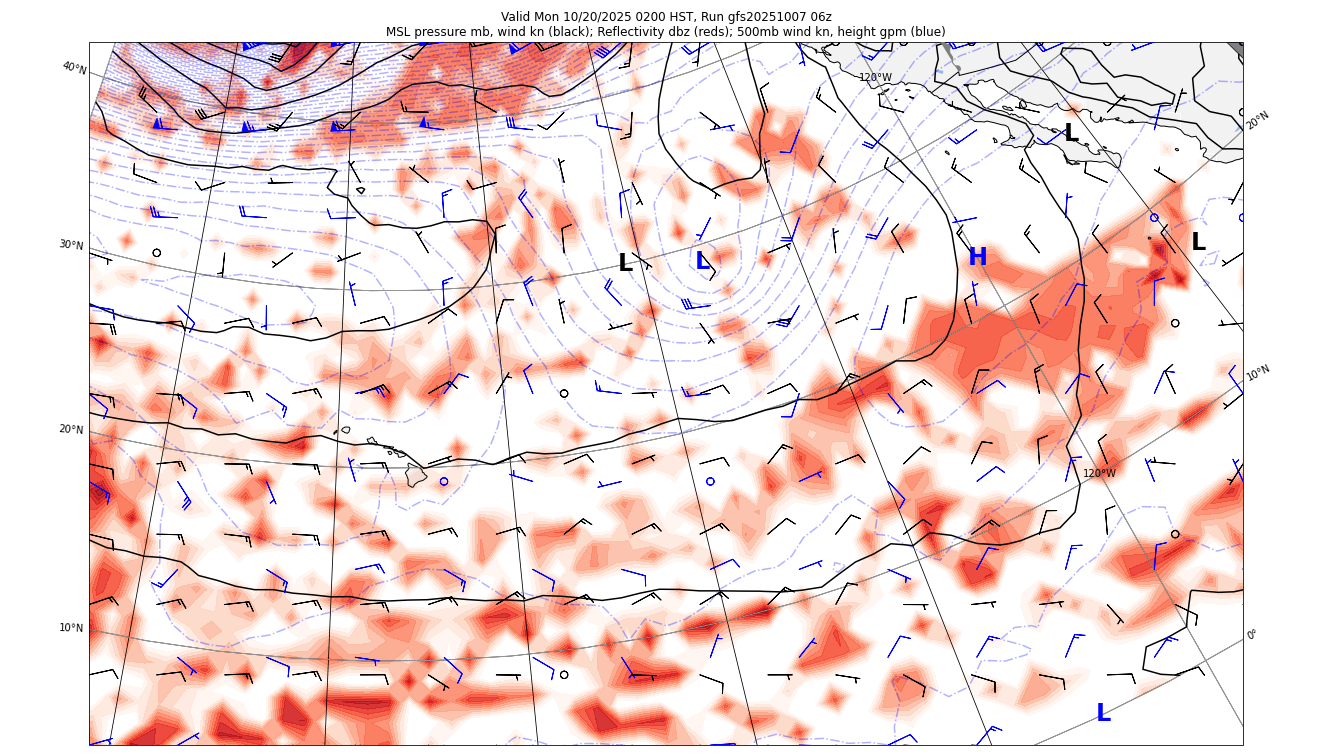 Valid Mon 10/20/2025 0200 HST, Run gfs20251007 06z
MSL pressure mb, wind kn (black); Reflectivity dbz (reds); 500mb wind kn, height gpm (blue)
40°N
120°W
20°N
L
30°N
L
L
H
L
10°N
20°N
120°W
10°N
0°
L